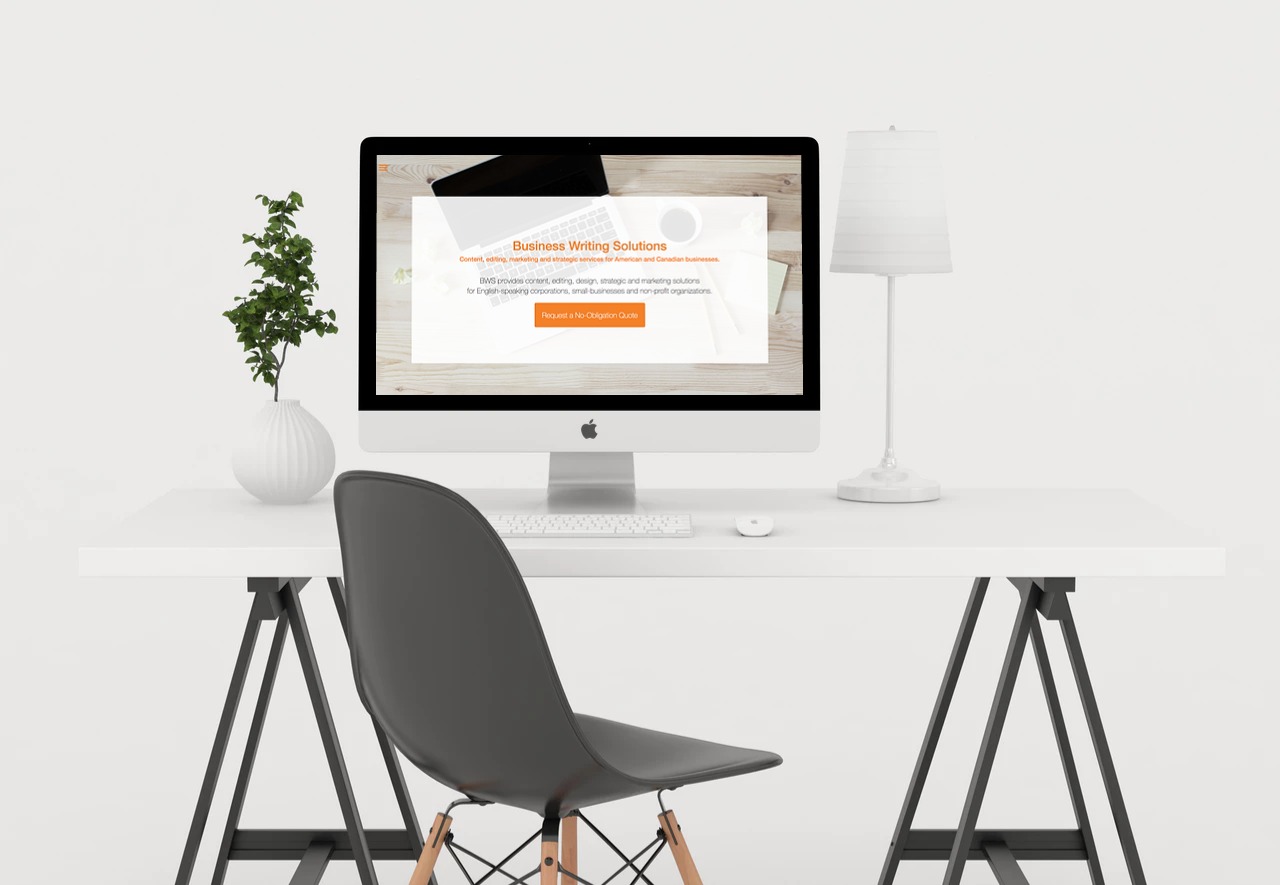 Business Writing Solutions
Content, editing, marketing and strategic services for American and Canadian businesses.
BWS provides content, editing, design, strategic and marketing solutions
for English-speaking corporations, small-businesses and non-profit organizations.
Request a No-Obligation Quote